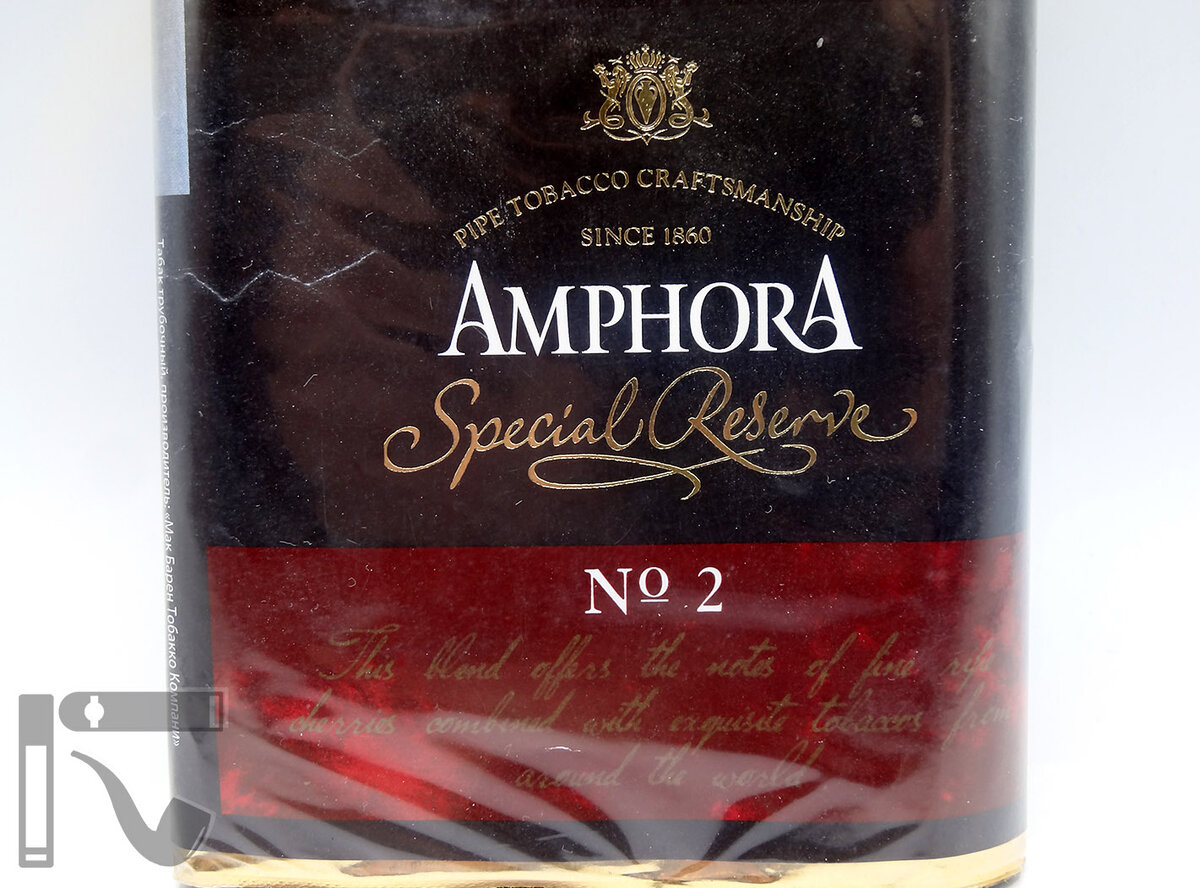 PIPE TOBACCO CRAFTSMANSHIP
SINCE 1860
AMPHORA
Special Reserve
Nº 2
This blend offers the notes of fine ripe
cherries combined with exquisite tobaccos from
around the world
Табак трубочный, производитель: «Мак Барен Тобакко Компани»